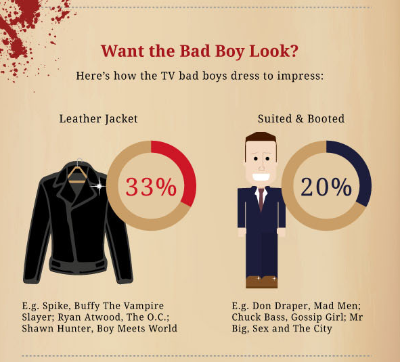 Want the Bad Boy Look?
Here's how the TV bad boys dress to impress:
Leather Jacket
33%
E.g. Spike, Buffy The Vampire
Slayer; Ryan Atwood, The O.C.;
Shawn Hunter, Boy Meets World
Suited & Booted
20%
E.g. Don Draper, Mad Men;
Chuck Bass, Gossip Girl; Mr
Big, Sex and The City